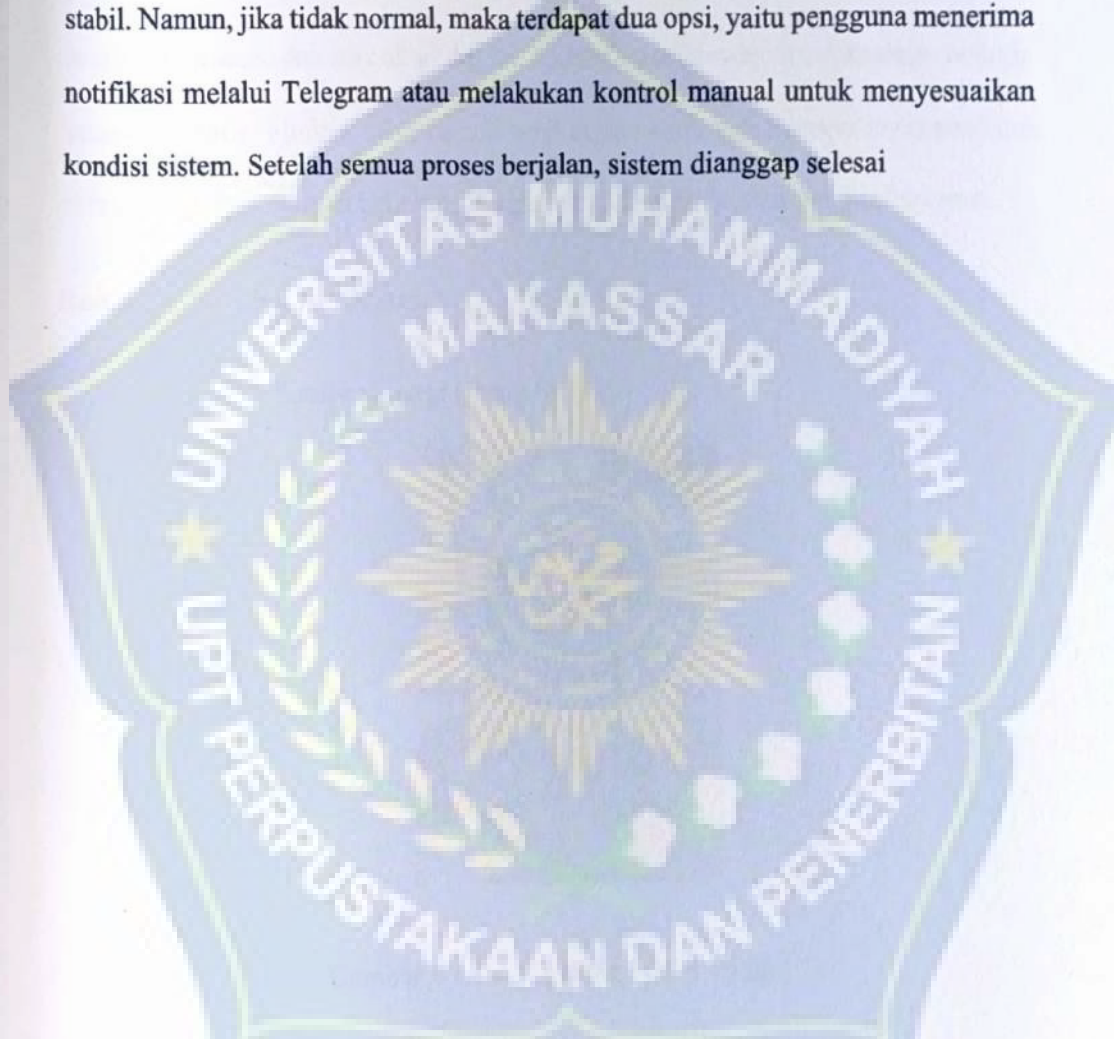 stabil. Namun, jika tidak normal, maka terdapat dua opsi, yaitu pengguna menerima
notifikasi melalui Telegram atau melakukan kontrol manual untuk menyesuaikan
kondisi sistem. Setelah semua proses berjalan, sistem dianggap selesai
UNIVERSITAS MUHAMMADIYAH
MAKASSAR
UPT PERPUSTAKAAN DAN PENERBITAN